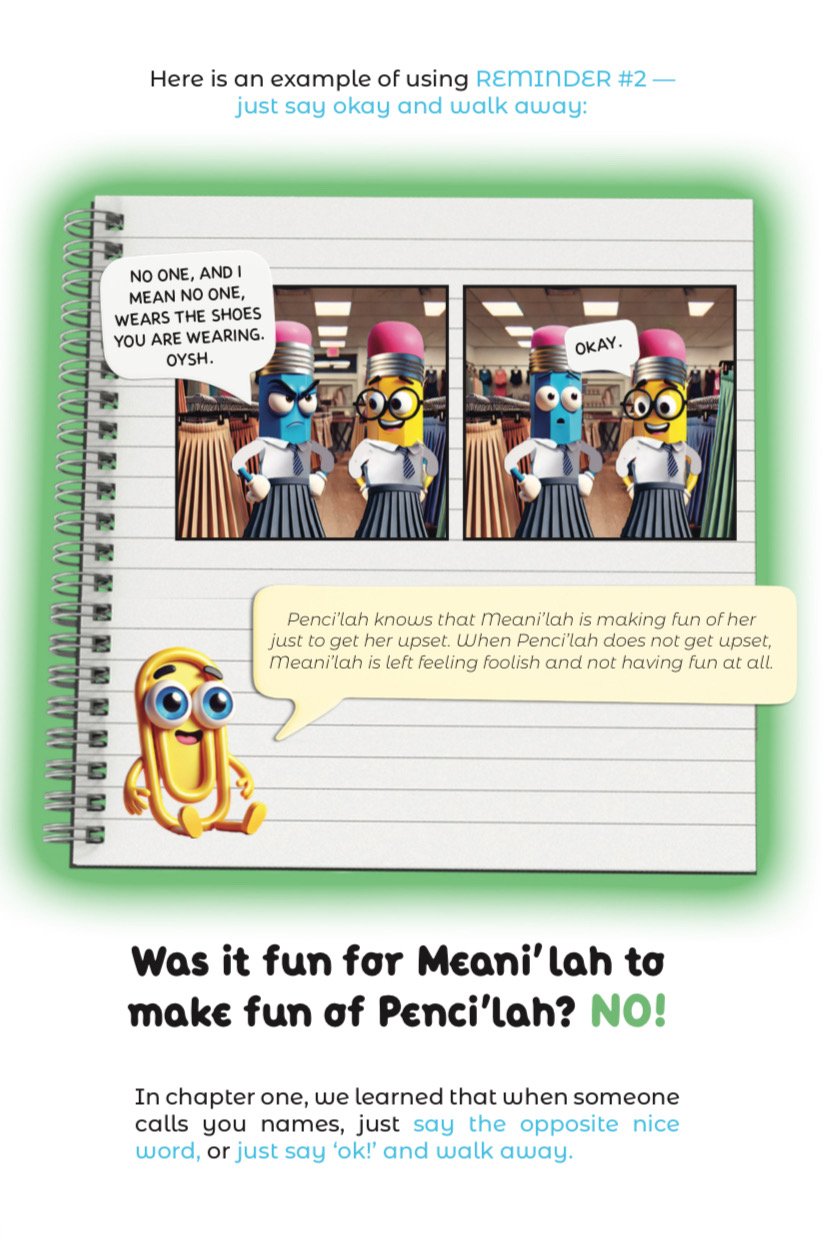 Here is an example of using REMINDER #2 —
just say okay and walk away:
NO ONE, AND I
MEAN NO ONE,
WEARS THE SHOES
YOU ARE WEARING.
OYSH.
OKAY.
Penci’lah knows that Meani’lah is making fun of her
just to get her upset. When Penci’lah does not get upset,
Meani’lah is left feeling foolish and not having fun at all.
Was it fun for Meani’lah to
make fun of Penci’lah? NO!
In chapter one, we learned that when someone
calls you names, just say the opposite nice
word, or just say ‘ok!’ and walk away.